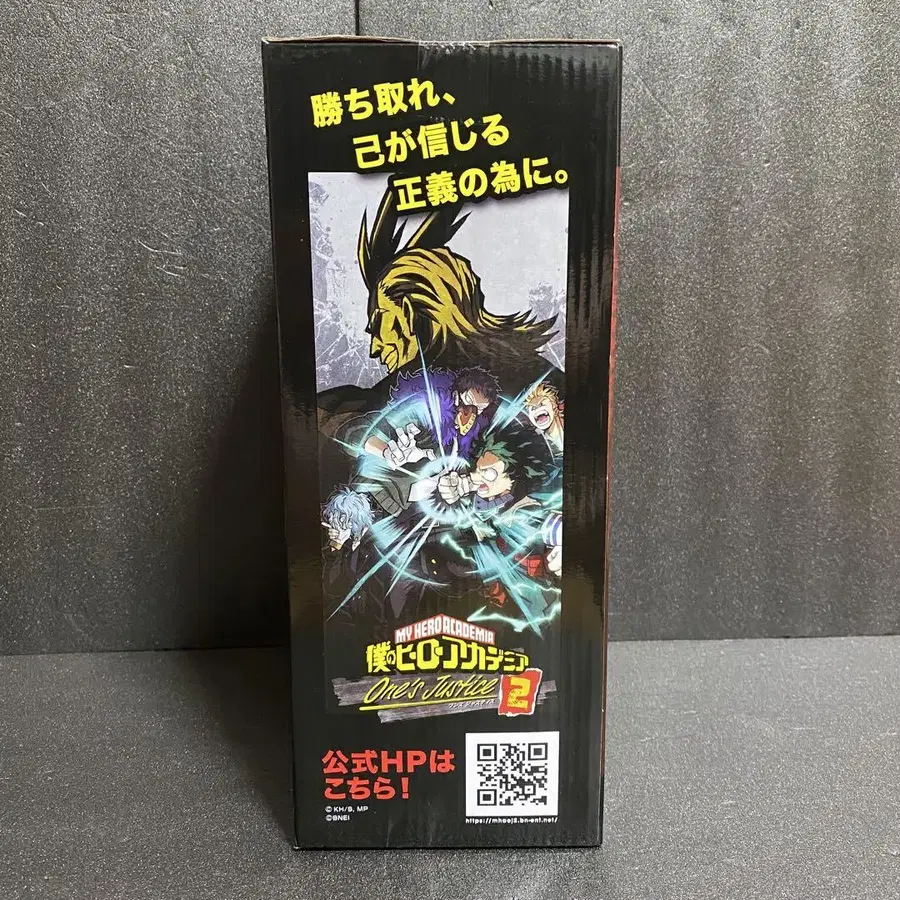 勝ち取れ、
己が信じる
正義の為に。
MY HERO ACADEMIA
僕のヒーローアカデミア
One's Justice 2
公式HPは
こちら！
© KH/S, MP
©BNEI
https://mhaoj2.bn-ent.net/